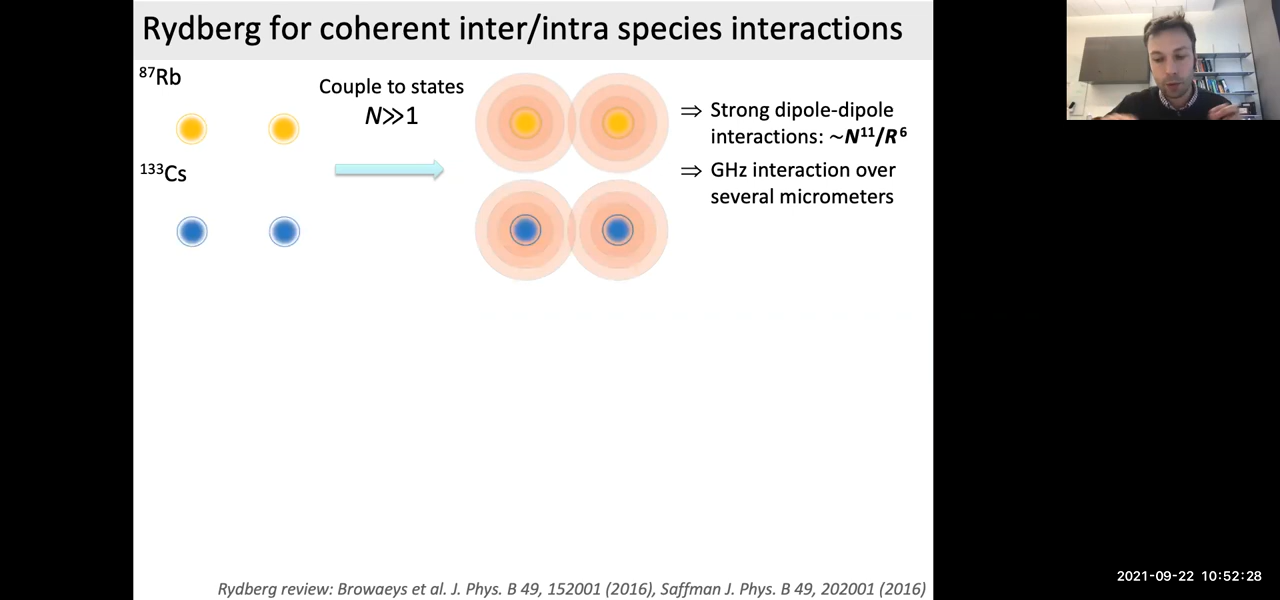 Rydberg for coherent inter/intra species interactions
⁸⁷Rb
Couple to states
N≫1
¹³³Cs
⇒ Strong dipole-dipole
interactions: ~N¹¹/R⁶
⇒ GHz interaction over
several micrometers
Rydberg review: Browaeys et al. J. Phys. B 49, 152001 (2016), Saffman J. Phys. B 49, 202001 (2016)
2021-09-22 10:52:28